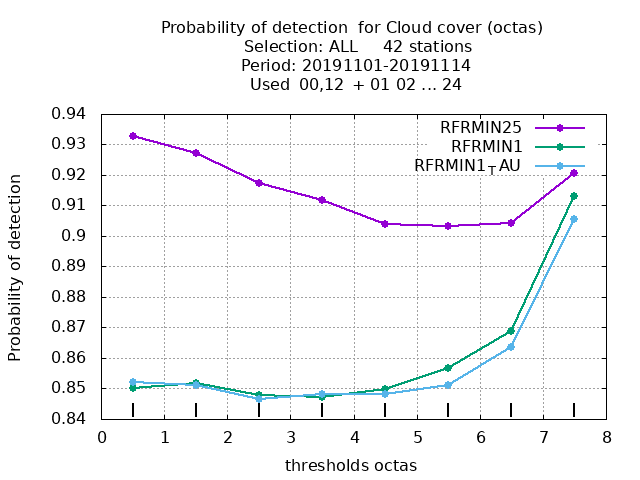 Probability of detection  for Cloud cover (octas)
Selection: ALL     42 stations
Period: 20191101-20191114
Used  00,12  + 01 02 ... 24
0.94
0.93
0.92
0.91
0.9
0.89
0.88
0.87
0.86
0.85
0.84
Probability of detection
RFRMIN25
RFRMIN1
RFRMIN1TAU
0 1 2 3 4 5 6 7 8
thresholds octas